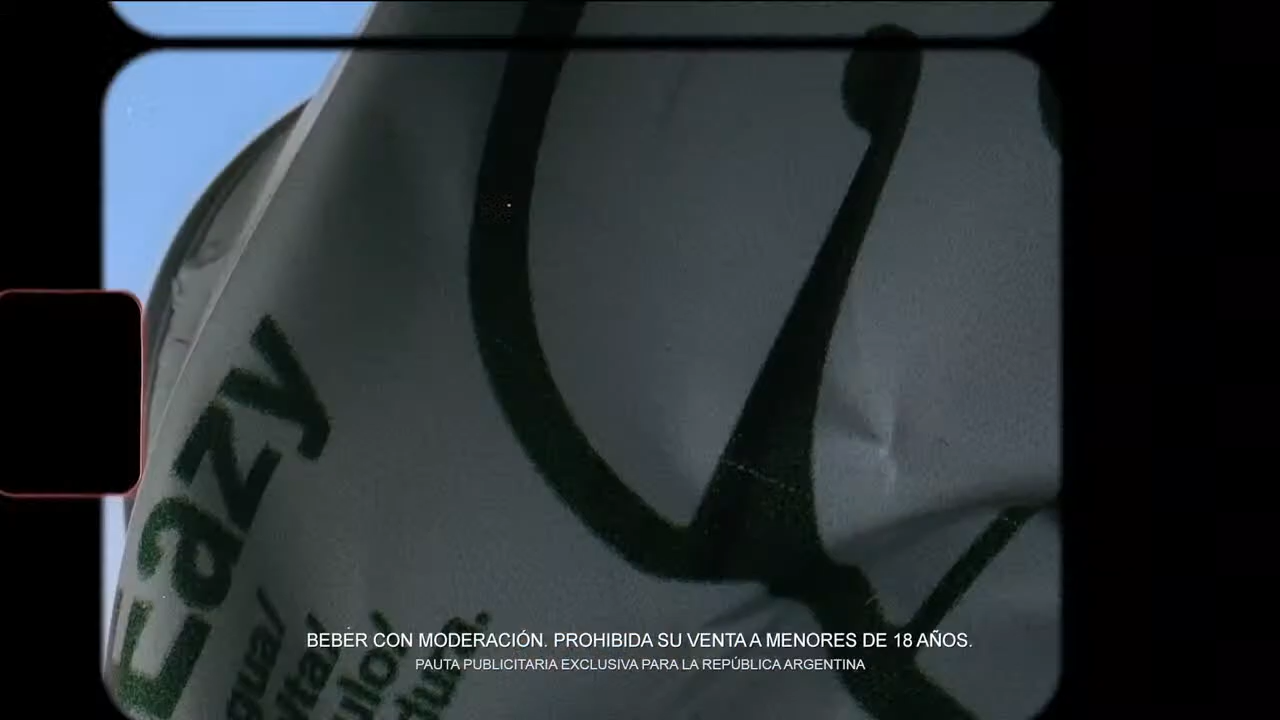 Eazy
BEBER CON MODERACIÓN. PROHIBIDA SU VENTA A MENORES DE 18 AÑOS.
PAUTA PUBLICITARIA EXCLUSIVA PARA LA REPÚBLICA ARGENTINA